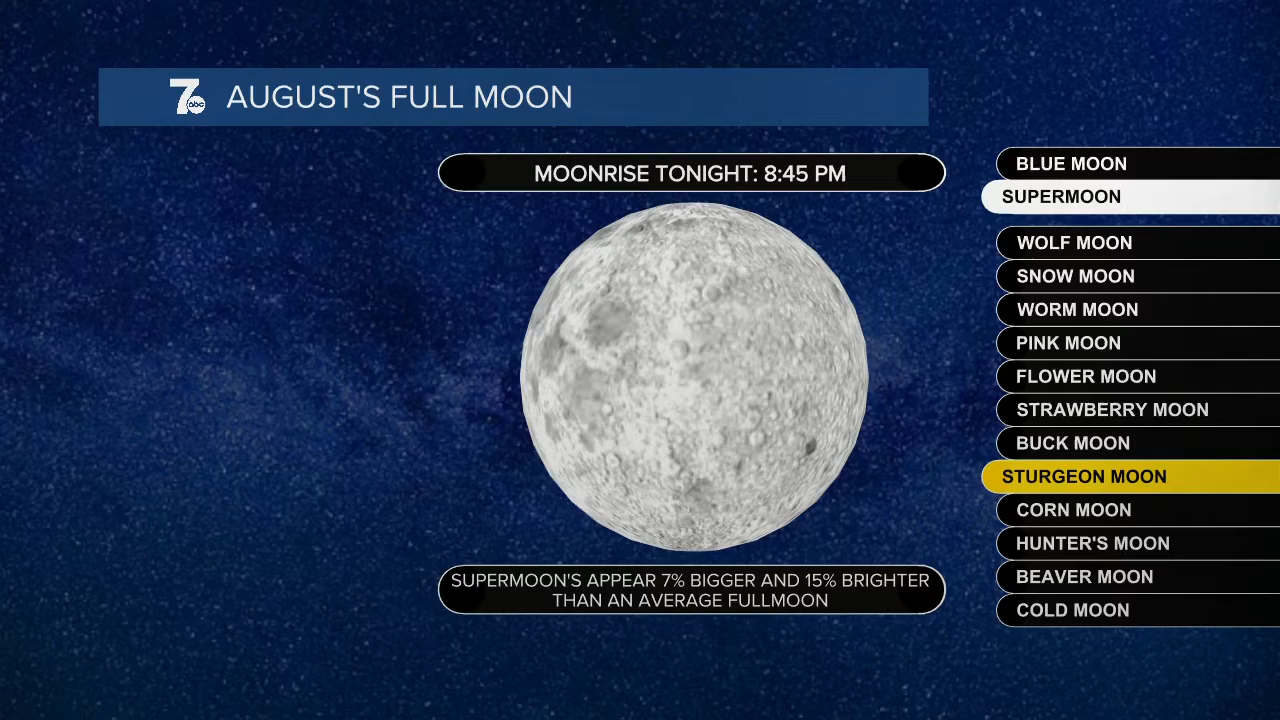 7 abc AUGUST'S FULL MOON
MOONRISE TONIGHT: 8:45 PM
SUPERMOON'S APPEAR 7% BIGGER AND 15% BRIGHTER
THAN AN AVERAGE FULLMOON
BLUE MOON
SUPERMOON
WOLF MOON
SNOW MOON
WORM MOON
PINK MOON
FLOWER MOON
STRAWBERRY MOON
BUCK MOON
STURGEON MOON
CORN MOON
HUNTER'S MOON
BEAVER MOON
COLD MOON